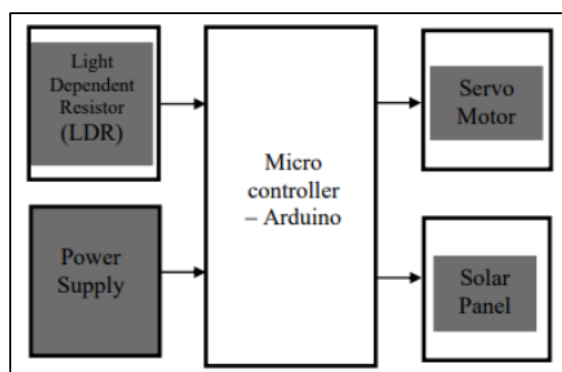 Light
Dependent
Resistor
(LDR)
Power
Supply
Micro
controller
– Arduino
Servo
Motor
Solar
Panel